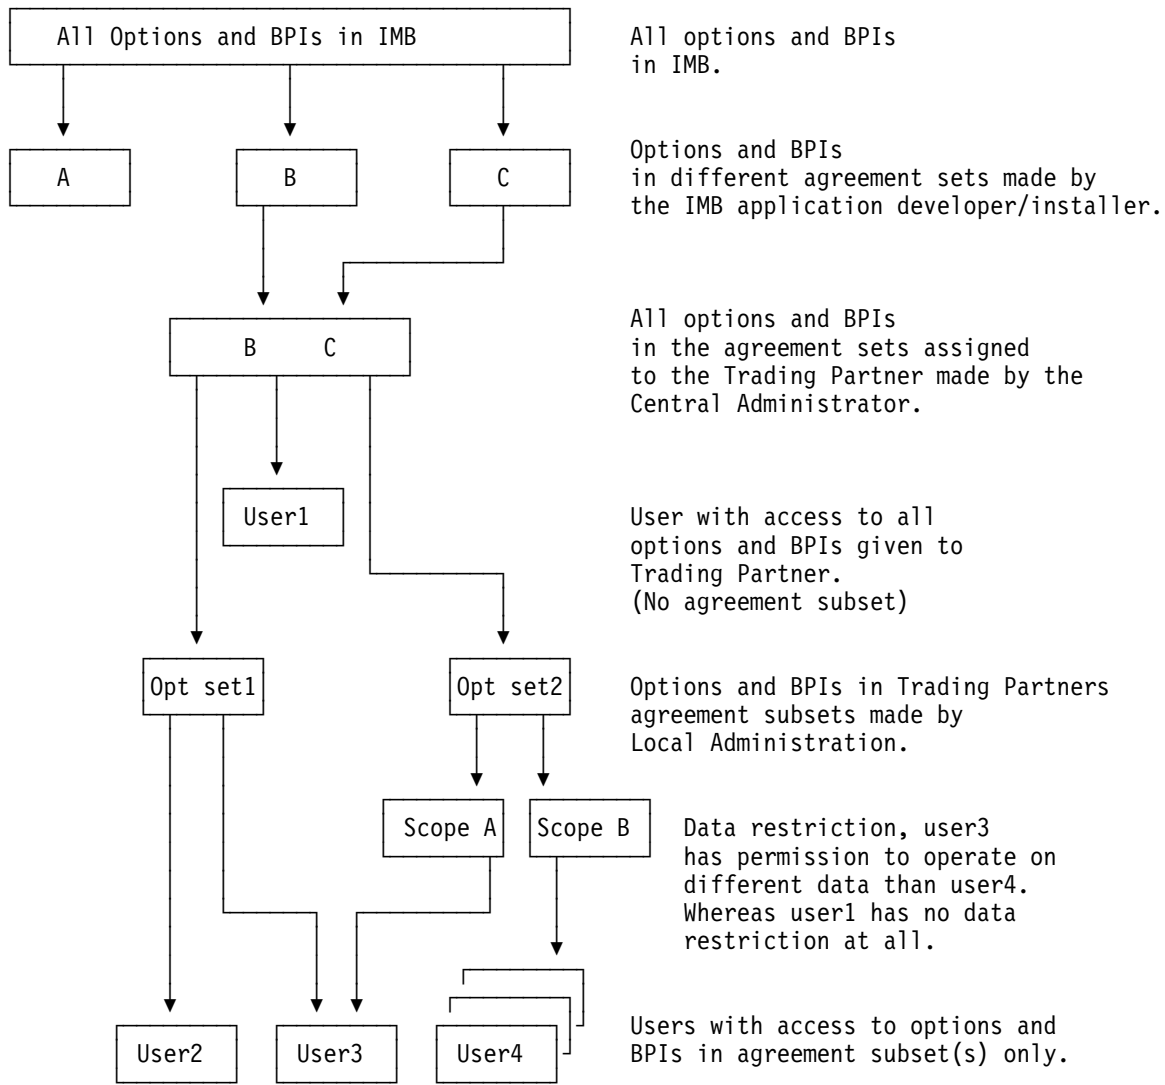 All Options and BPIs in IMB
All options and BPIs
in IMB.
A
B
C
Options and BPIs
in different agreement sets made by
the IMB application developer/installer.
B C
All options and BPIs
in the agreement sets assigned
to the Trading Partner made by the
Central Administrator.
User1
User with access to all
options and BPIs given to
Trading Partner.
(No agreement subset)
Opt set1
Opt set2
Options and BPIs in Trading Partners
agreement subsets made by
Local Administration.
Scope A
Scope B
Data restriction, user3
has permission to operate on
different data than user4.
Whereas user1 has no data
restriction at all.
User2
User3
User4
Users with access to options and
BPIs in agreement subset(s) only.